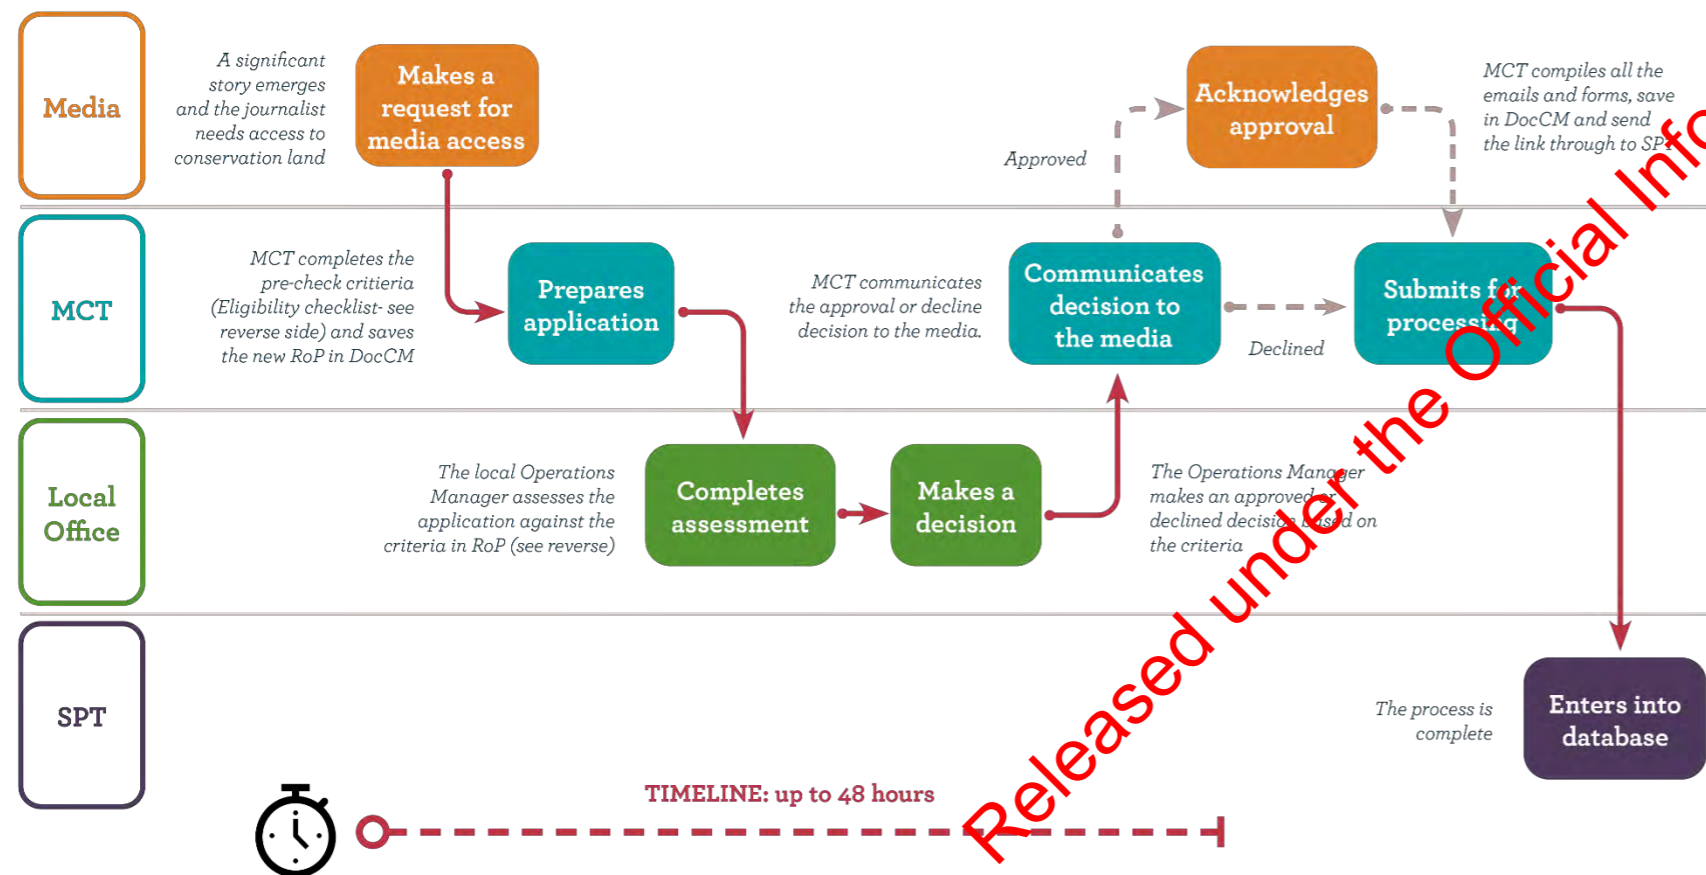 Media
A significant
story emerges
and the journalist
needs access to
conservation land
Makes a
request for
media access
Approved
Acknowledges
approval
MCT compiles all the
emails and forms, save
in DocCM and send
the link through to SPT
MCT
MCT completes the
pre-check critieria
(Eligibility checklist- see
reverse side) and saves
the new RoP in DocCM
Prepares
application
MCT communicates
the approval or decline
decision to the media.
Communicates
decision to
the media
Declined
Submits for
processing
Local
Office
The local Operations
Manager assesses the
application against the
criteria in RoP (see reverse)
Completes
assessment
Makes a
decision
The Operations Manager
makes an approved or
declined decision based on
the criteria
SPT
The process is
complete
Enters into
database
TIMELINE: up to 48 hours
Released under the Official Info